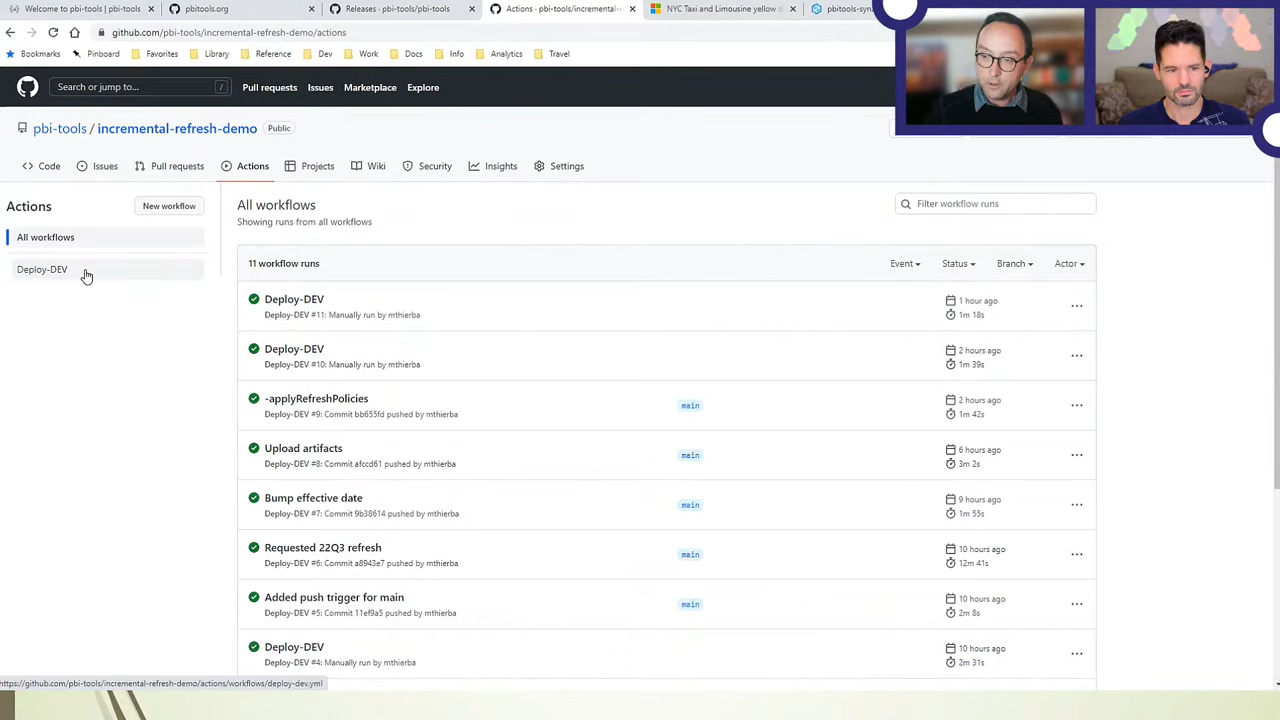 Welcome to pbi-tools | pbi-tools
pbitools.org
Releases · pbi-tools/pbi-tools
Actions · pbi-tools/incremental-
NYC Taxi and Limousine yellow
pbitools-syn
github.com/pbi-tools/incremental-refresh-demo/actions
Bookmarks
Pinboard
Favorites
Library
Reference
Dev
Work
Docs
Info
Analytics
Travel
Search or jump to...
/
Pull requests
Issues
Marketplace
Explore
pbi-tools / incremental-refresh-demo
Public
Code
Issues
Pull requests
Actions
Projects
Wiki
Security
Insights
Settings
Actions
New workflow
All workflows
Deploy-DEV
All workflows
Showing runs from all workflows
Filter workflow runs
11 workflow runs
Event
Status
Branch
Actor
Deploy-DEV
Deploy-DEV #11: Manually run by mthierba
1 hour ago
1m 18s
Deploy-DEV
Deploy-DEV #10: Manually run by mthierba
2 hours ago
1m 39s
-applyRefreshPolicies
Deploy-DEV #9: Commit bb655fd pushed by mthierba
main
2 hours ago
1m 42s
Upload artifacts
Deploy-DEV #8: Commit afccd61 pushed by mthierba
main
6 hours ago
3m 2s
Bump effective date
Deploy-DEV #7: Commit 9b38614 pushed by mthierba
main
9 hours ago
1m 55s
Requested 22Q3 refresh
Deploy-DEV #6: Commit a8943e7 pushed by mthierba
main
10 hours ago
12m 41s
Added push trigger for main
Deploy-DEV #5: Commit 11ef9a5 pushed by mthierba
main
10 hours ago
2m 8s
Deploy-DEV
Deploy-DEV #4: Manually run by mthierba
10 hours ago
2m 31s
https://github.com/pbi-tools/incremental-refresh-demo/actions/workflows/deploy-dev.yml